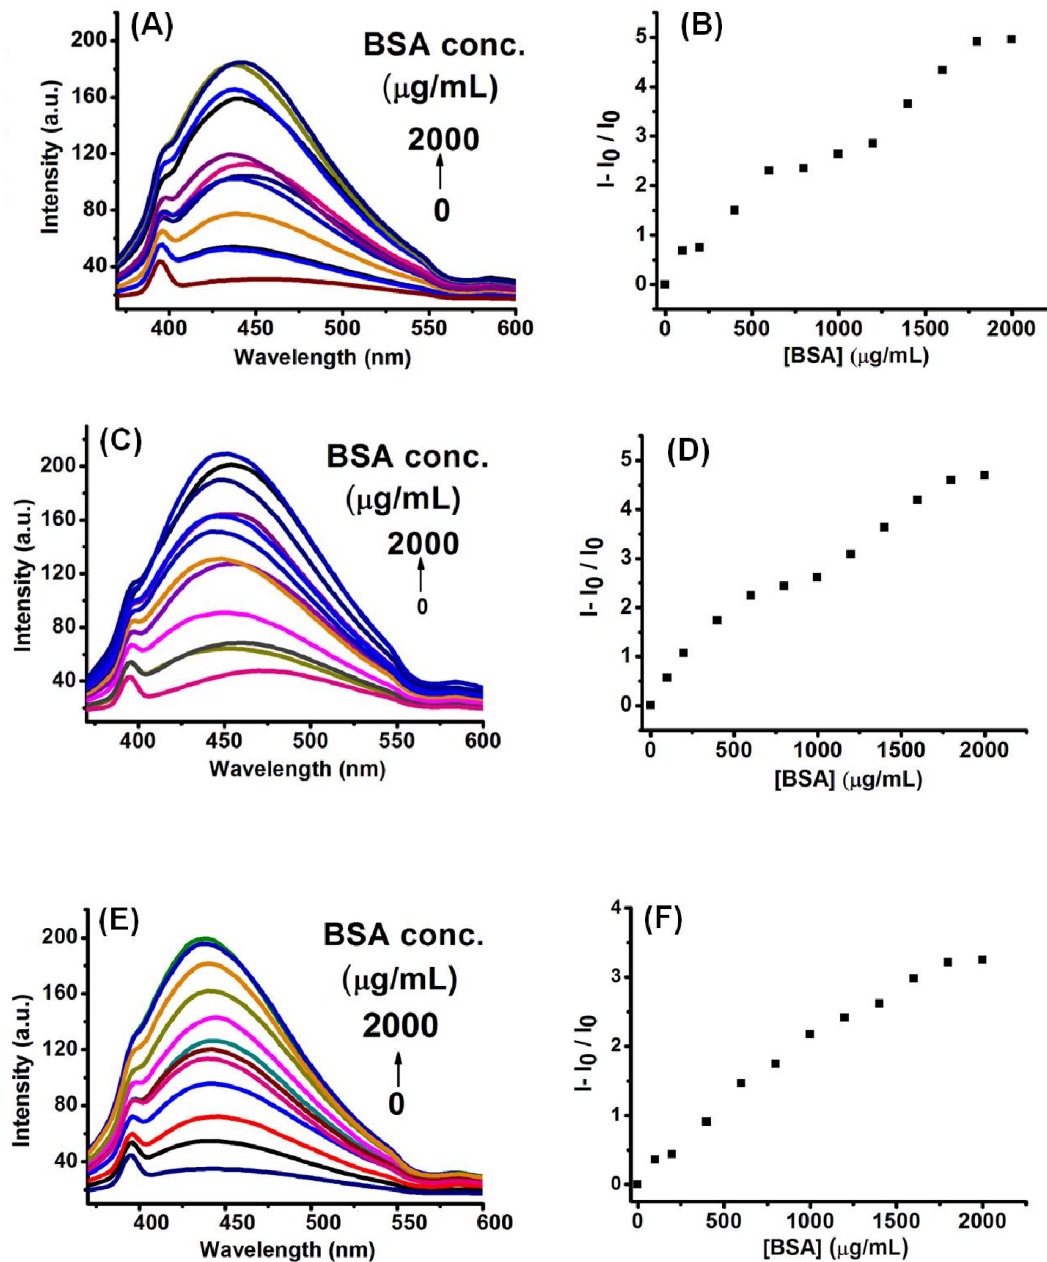 (A)
BSA conc.
(μg/mL)
2000
0
Intensity (a.u.)
200
160
120
80
40
400 450 500 550 600
Wavelength (nm)
(B)
I- I0 / I0
5
4
3
2
1
0
0 500 1000 1500 2000
[BSA] (μg/mL)
(C)
BSA conc.
(μg/mL)
2000
0
Intensity (a.u.)
200
160
120
80
40
400 450 500 550 600
Wavelength (nm)
(D)
I- I0 / I0
5
4
3
2
1
0
0 500 1000 1500 2000
[BSA] (μg/mL)
(E)
BSA conc.
(μg/mL)
2000
0
Intensity (a.u.)
200
160
120
80
40
400 450 500 550 600
Wavelength (nm)
(F)
I- I0 / I0
4
3
2
1
0
0 500 1000 1500 2000
[BSA] (μg/mL)